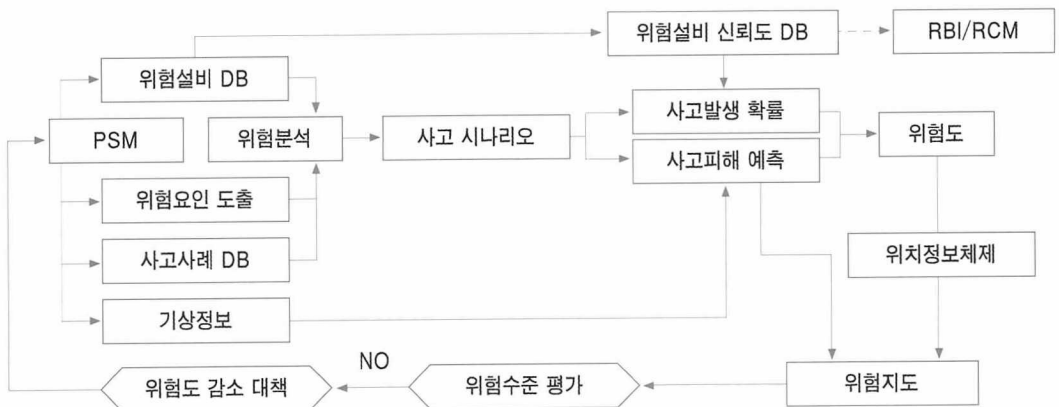 위험설비 신뢰도 DB
RBI/RCM
위험설비 DB
사고발생 확률
PSM
위험분석
사고 시나리오
위험도
사고피해 예측
위험요인 도출
사고사례 DB
위치정보체제
기상정보
NO
위험도 감소 대책
위험수준 평가
위험지도